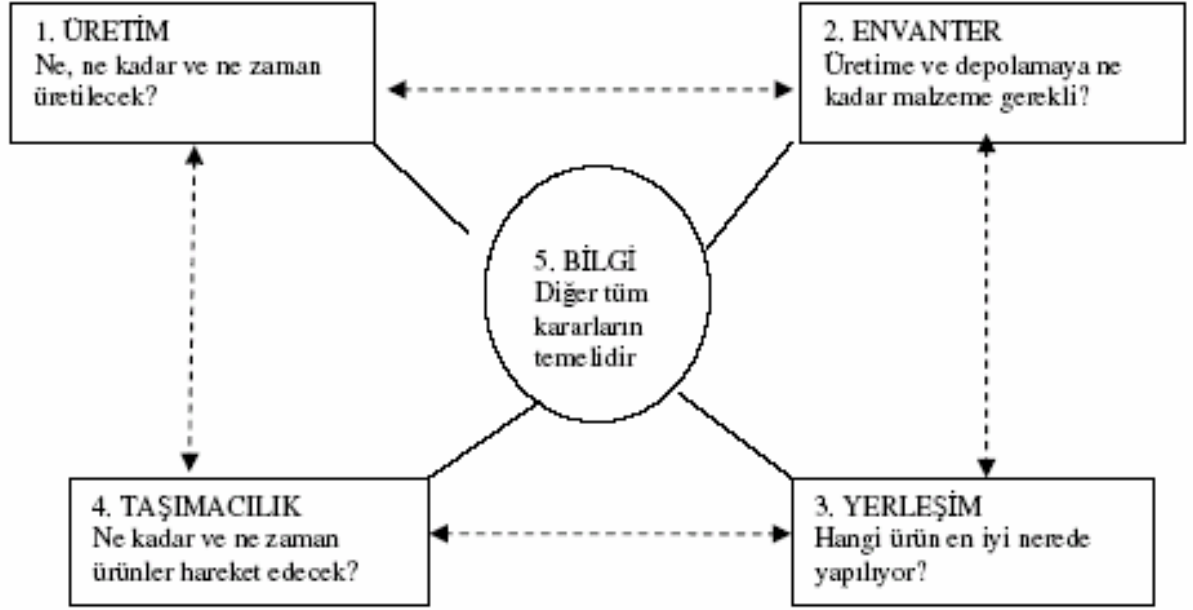 1. ÜRETİM
Ne, ne kadar ve ne zaman
üretilecek?
2. ENVANTER
Üretime ve depolamaya ne
kadar malzeme gerekli?
5. BİLGİ
Diğer tüm
kararların
temelidir
4. TAŞIMACILIK
Ne kadar ve ne zaman
ürünler hareket edecek?
3. YERLEŞİM
Hangi ürün en iyi nerede
yapılıyor?